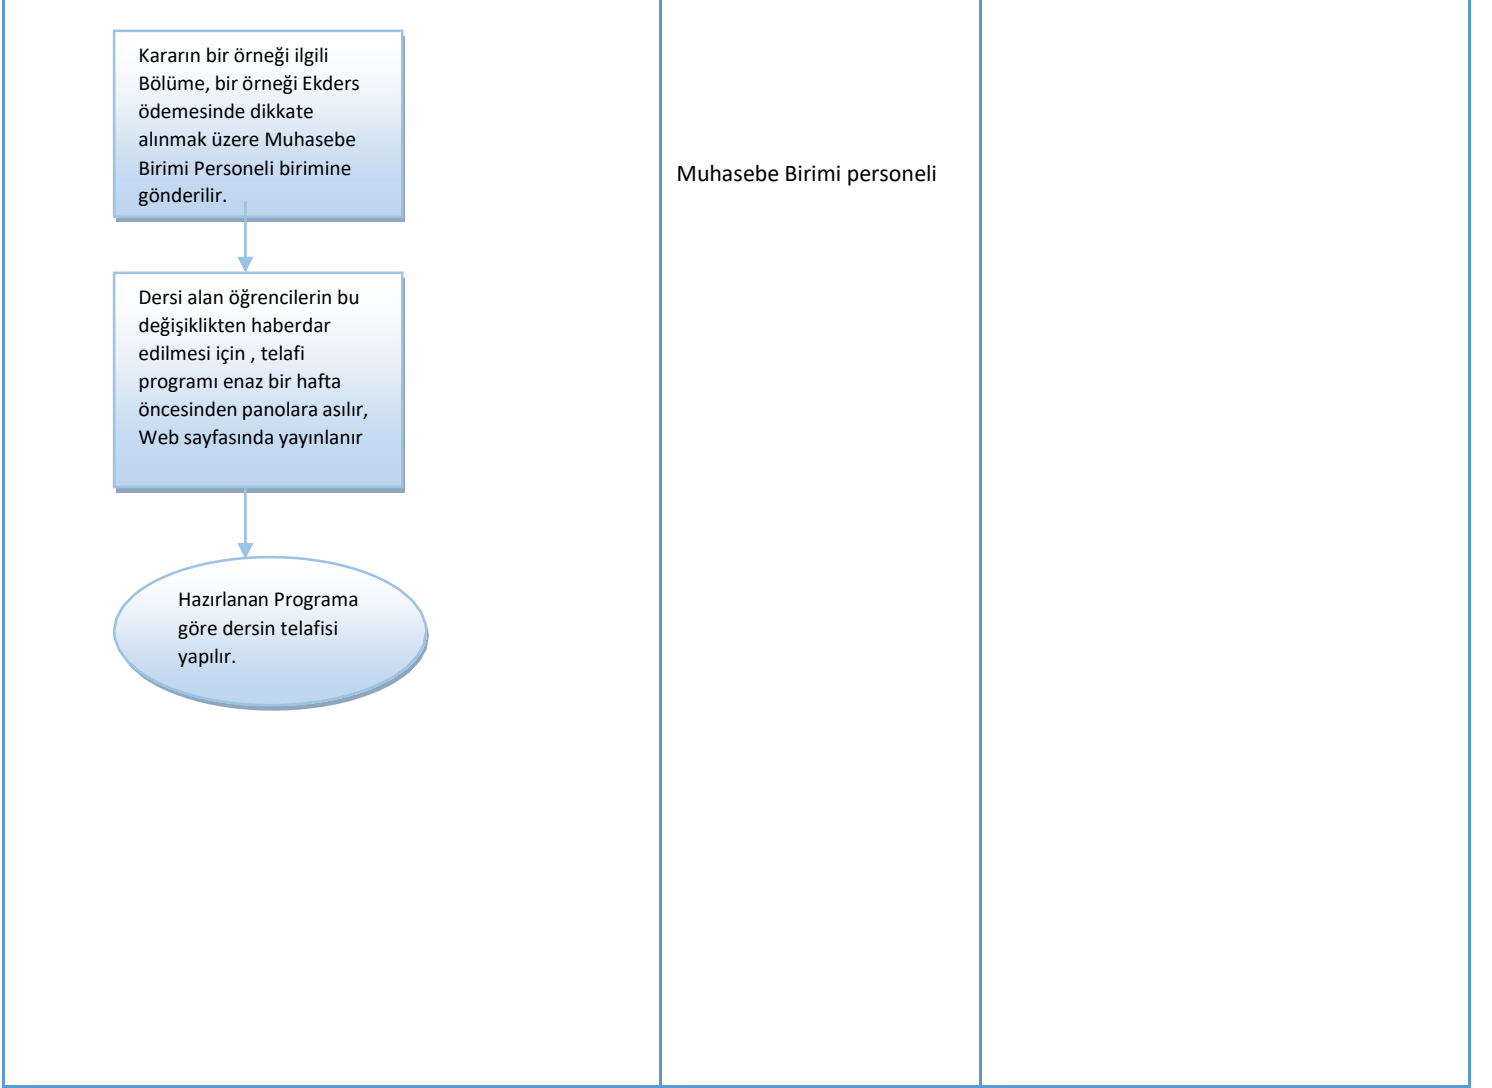 Kararın bir örneği ilgili
Bölüme, bir örneği Ekders
ödemesinde dikkate
alınmak üzere Muhasebe
Birimi Personeli birimine
gönderilir.
Muhasebe Birimi personeli
Dersi alan öğrencilerin bu
değişiklikten haberdar
edilmesi için , telafi
programı enaz bir hafta
öncesinden panolara asılır,
Web sayfasında yayınlanır
Hazırlanan Programa
göre dersin telafisi
yapılır.